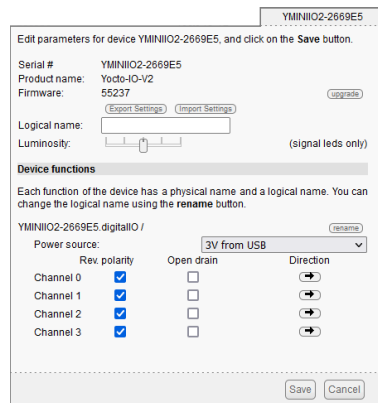 YMINIIO2-2669E5
Edit parameters for device YMINIIO2-2669E5, and click on the Save button.
Serial # YMINIIO2-2669E5
Product name: Yocto-IO-V2
Firmware: 55237 upgrade
Export Settings Import Settings
Logical name:
Luminosity: (signal leds only)
Device functions
Each function of the device has a physical name and a logical name. You can
change the logical name using the rename button.
YMINIIO2-2669E5.digitalIO / rename
Power source: 3V from USB
Rev. polarity Open drain Direction
Channel 0
Channel 1
Channel 2
Channel 3
Save Cancel